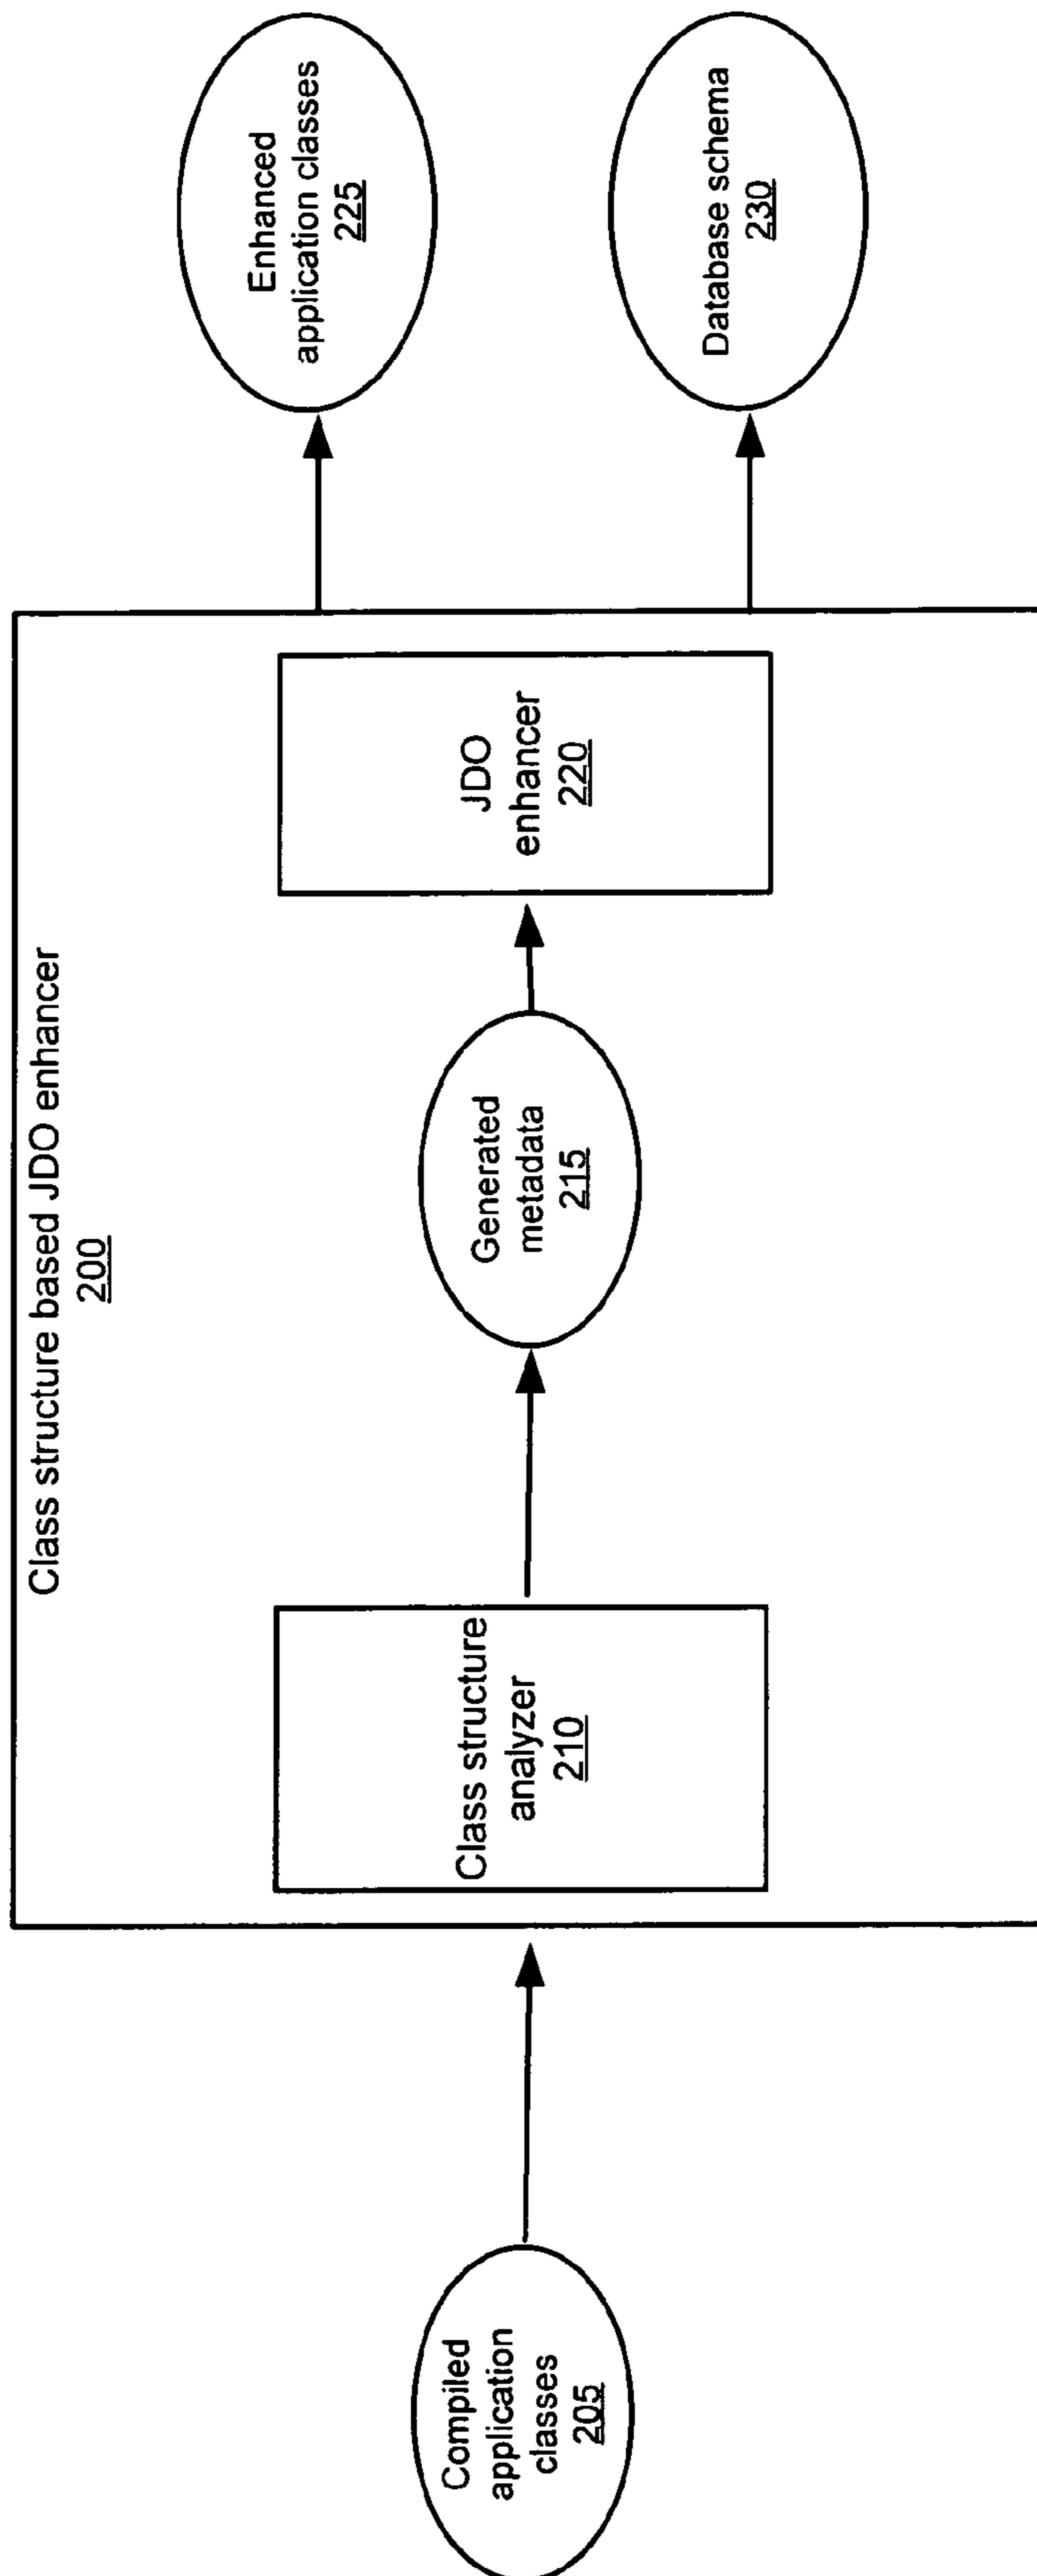 Class structure based JDO enhancer
200
Compiled
application
classes
205
Class structure
analyzer
210
Generated
metadata
215
JDO
enhancer
220
Enhanced
application classes
225
Database schema
230